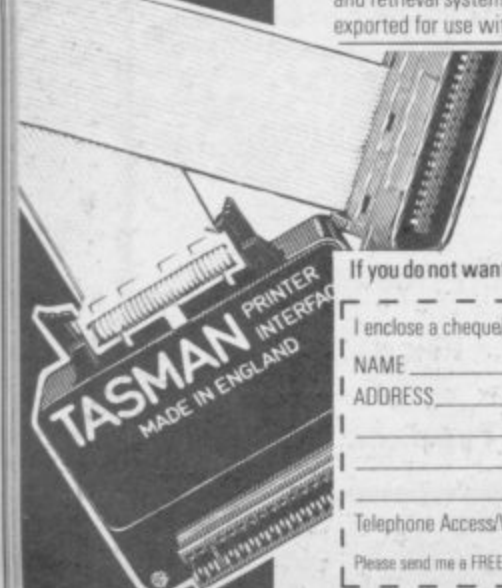 and retrieval system
exported for use wi
TASMAN PRINTER
INTERFAC
MADE IN ENGLAND
If you do not wan
I enclose a cheque
NAME
ADDRESS
Telephone Access/
Please send me a FREE